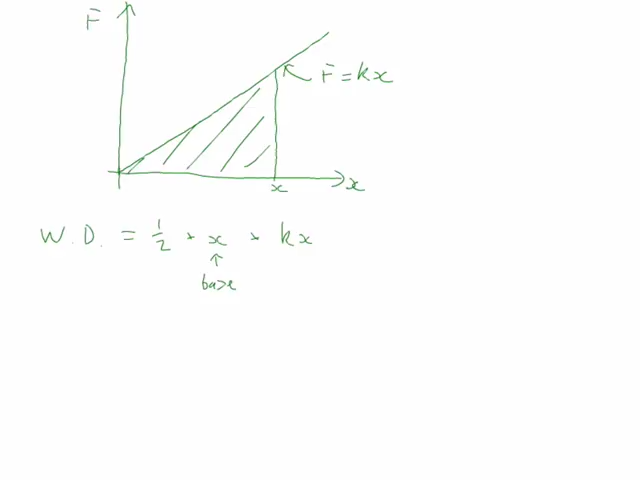 F
F = kx
x
x
W.D. = 1/2 * x * kx
↑
base